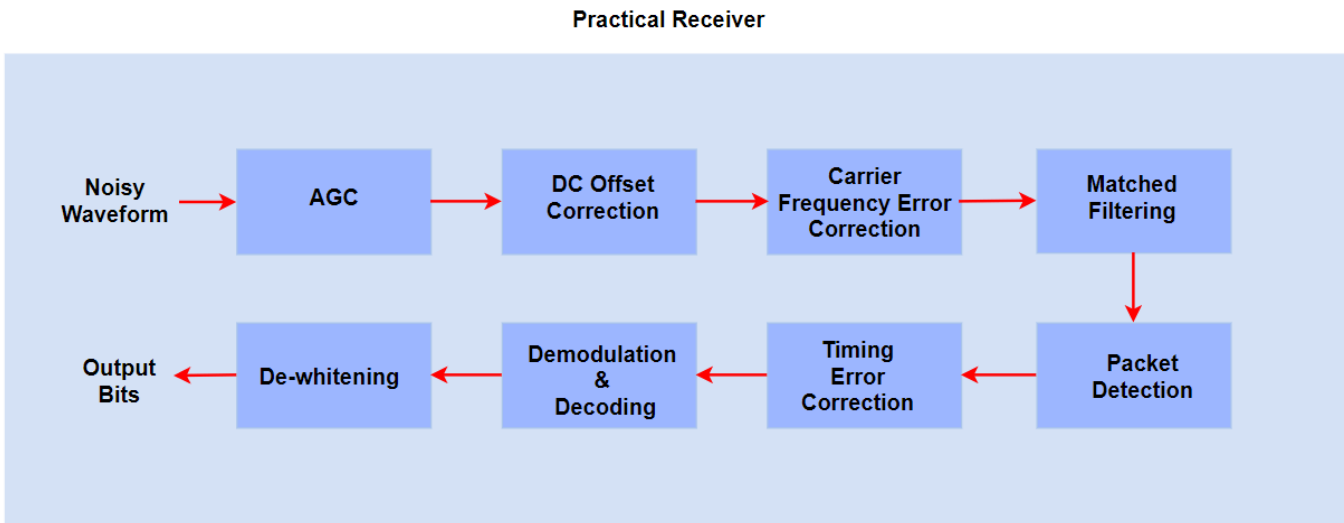 Practical Receiver
Noisy
Waveform
AGC
DC Offset
Correction
Carrier
Frequency Error
Correction
Matched
Filtering
Packet
Detection
Timing
Error
Correction
Demodulation
&
Decoding
De-whitening
Output
Bits